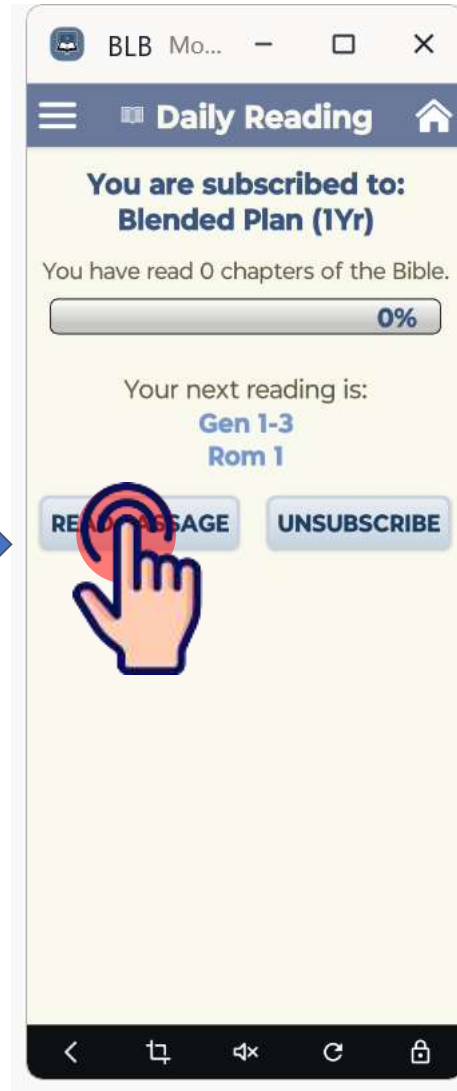 BLB Mo...
Daily Reading
You are subscribed to:
Blended Plan (1Yr)
You have read 0 chapters of the Bible.
0%
Your next reading is:
Gen 1-3
Rom 1
UNSUBSCRIBE